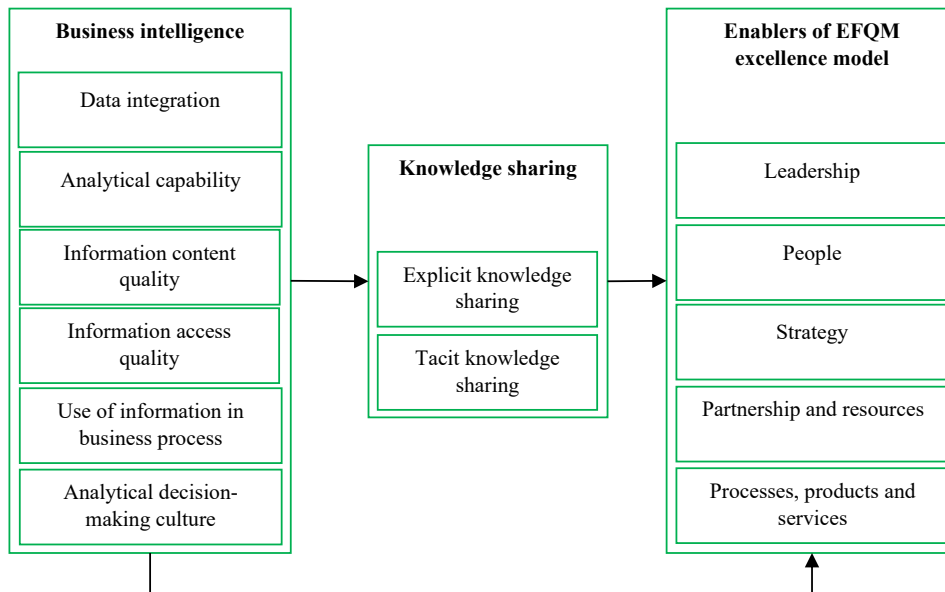 Business intelligence
Data integration
Analytical capability
Information content
quality
Information access
quality
Use of information in
business process
Analytical decision-
making culture
Knowledge sharing
Explicit knowledge
sharing
Tacit knowledge
sharing
Enablers of EFQM
excellence model
Leadership
People
Strategy
Partnership and resources
Processes, products and
services